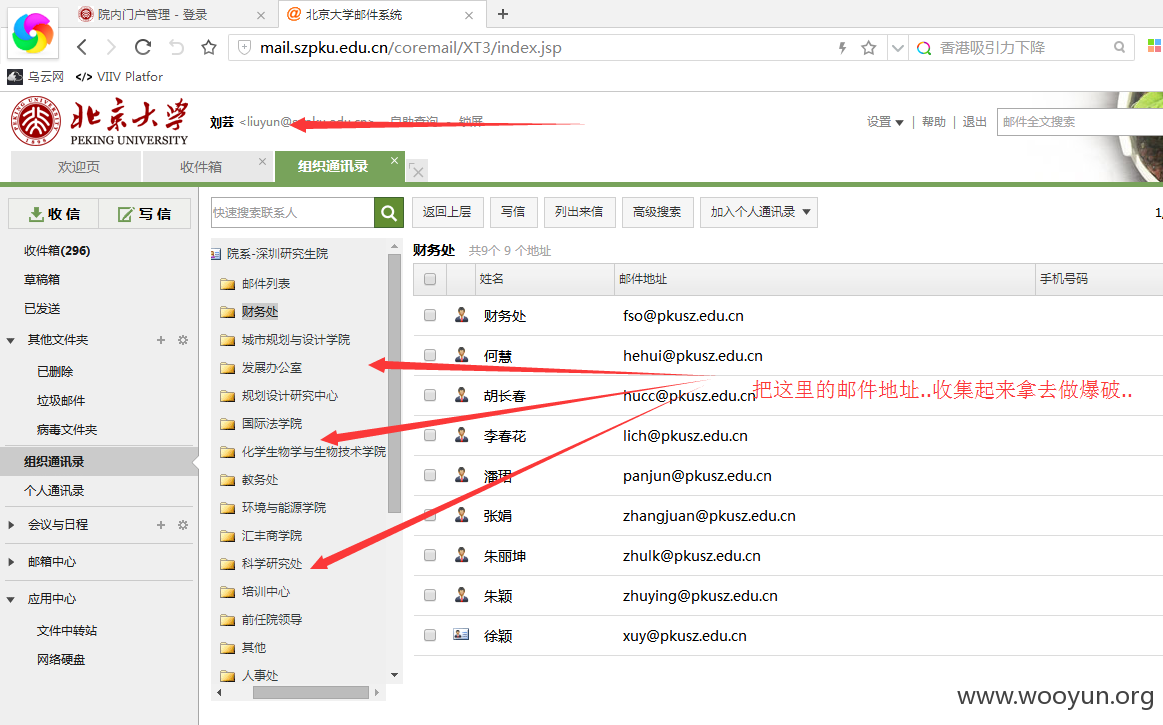 院内门户管理 - 登录
北京大学邮件系统
mail.szpku.edu.cn/coremail/XT3/index.jsp
香港吸引力下降
乌云网 </> VIIV Platfor
北京大学
PEKING UNIVERSITY
刘芸 自助查询 锁屏
设置 | 帮助 | 退出
邮件全文搜索
欢迎页
收件箱
组织通讯录
收信
写信
快速搜索联系人
返回上层
写信
列出来信
高级搜索
加入个人通讯录
1,
收件箱(296)
草稿箱
已发送
其他文件夹
已删除
垃圾邮件
病毒文件夹
组织通讯录
个人通讯录
会议与日程
邮箱中心
应用中心
文件中转站
网络硬盘
院系-深圳研究生院
邮件列表
财务处
城市规划与设计学院
发展办公室
规划设计研究中心
国际法学院
化学生物学与生物技术学院
教务处
环境与能源学院
汇丰商学院
科学研究处
培训中心
前任院领导
其他
人事处
财务处 共9个 9 个地址
姓名 邮件地址 手机号码
财务处 fso@pkusz.edu.cn
何慧 hehui@pkusz.edu.cn
胡长春 hucc@pkusz.edu.cn
把这里的邮件地址..收集起来拿去做爆破..
李春花 lich@pkusz.edu.cn
潘珺 panjun@pkusz.edu.cn
张娟 zhangjuan@pkusz.edu.cn
朱丽坤 zhulk@pkusz.edu.cn
朱颖 zhuying@pkusz.edu.cn
徐颖 xuy@pkusz.edu.cn
www.wooyun.org